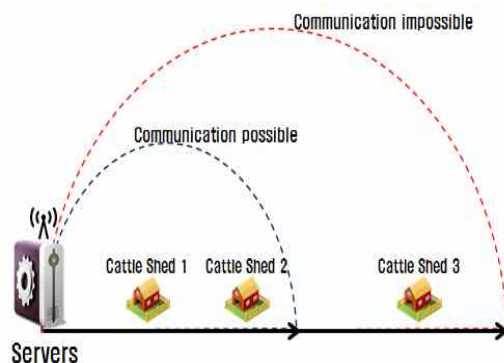 Communication impossible
Communication possible
Cattle Shed 1
Cattle Shed 2
Cattle Shed 3
Servers